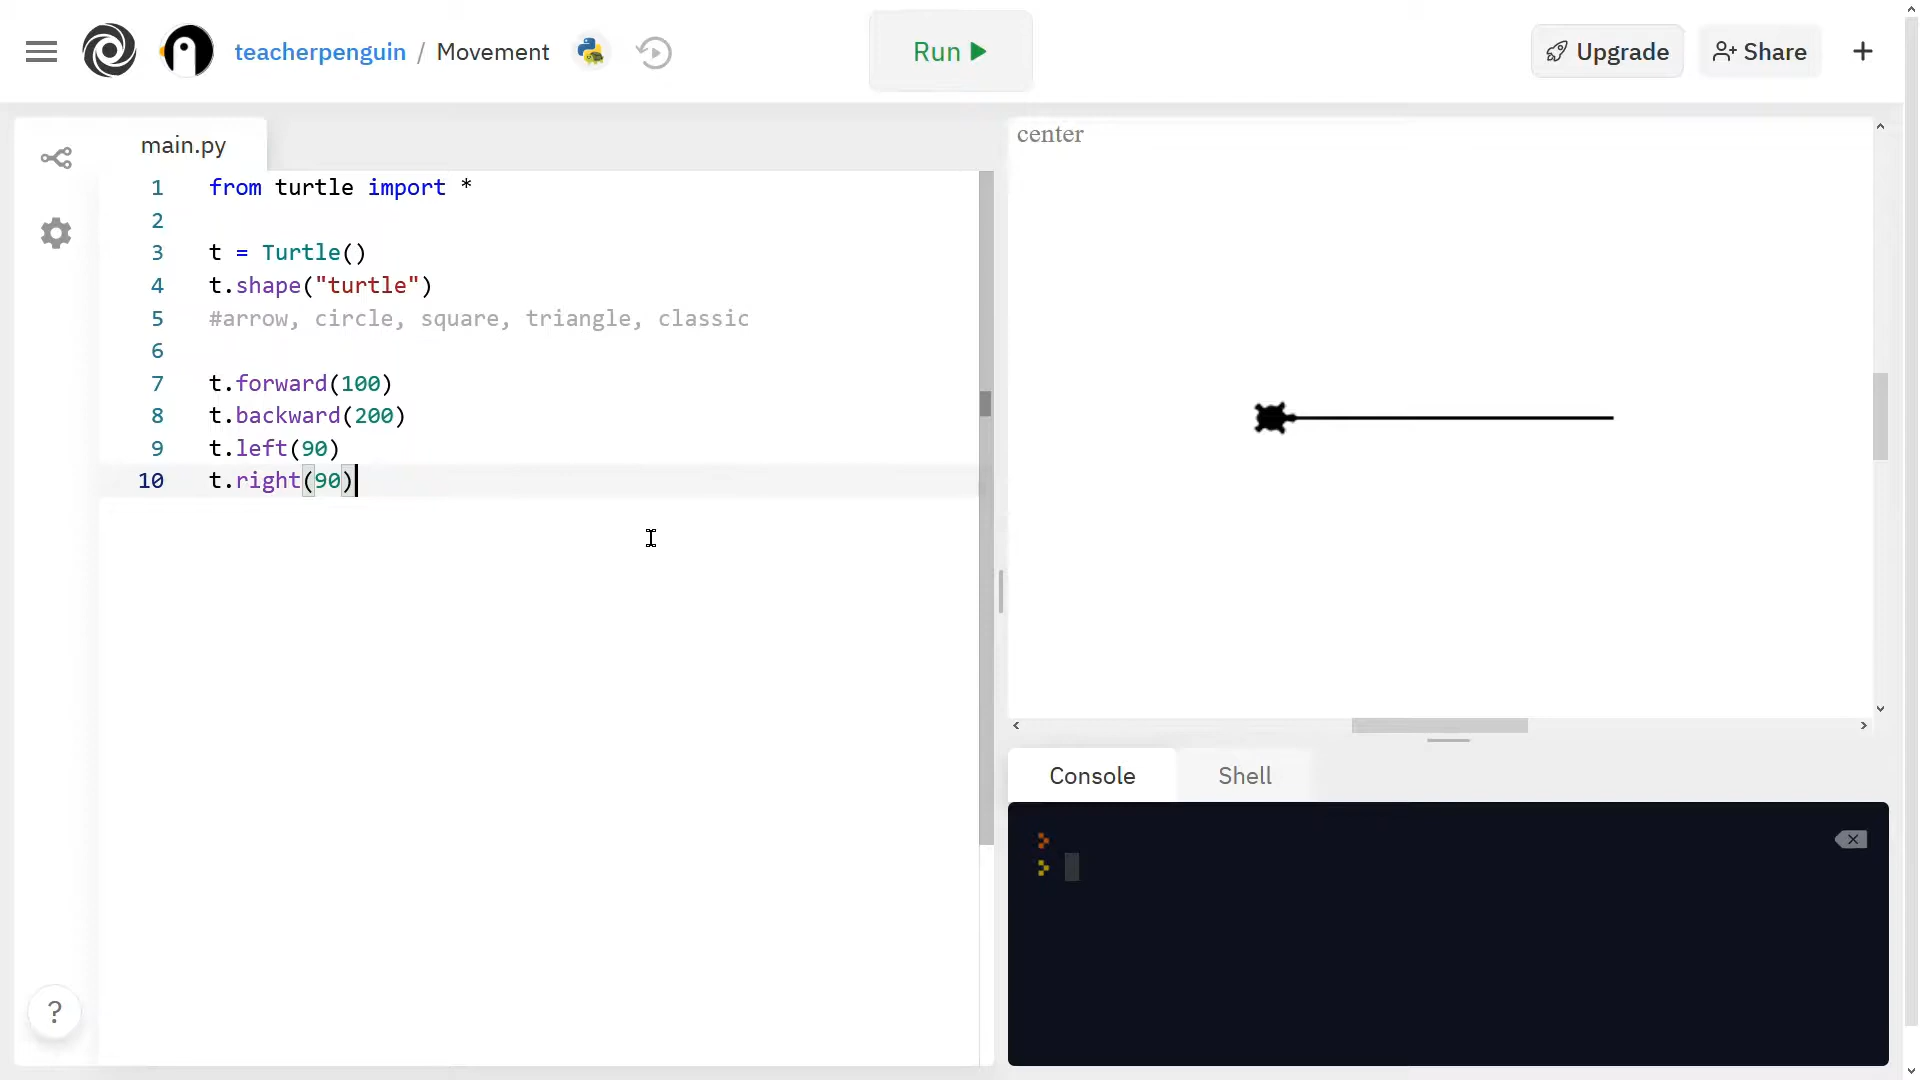 teacherpenguin / Movement
Run
Upgrade
Share
main.py
1 from turtle import *
2
3 t = Turtle()
4 t.shape("turtle")
5 #arrow, circle, square, triangle, classic
6
7 t.forward(100)
8 t.backward(200)
9 t.left(90)
10 t.right(90)
?
center
Console
Shell